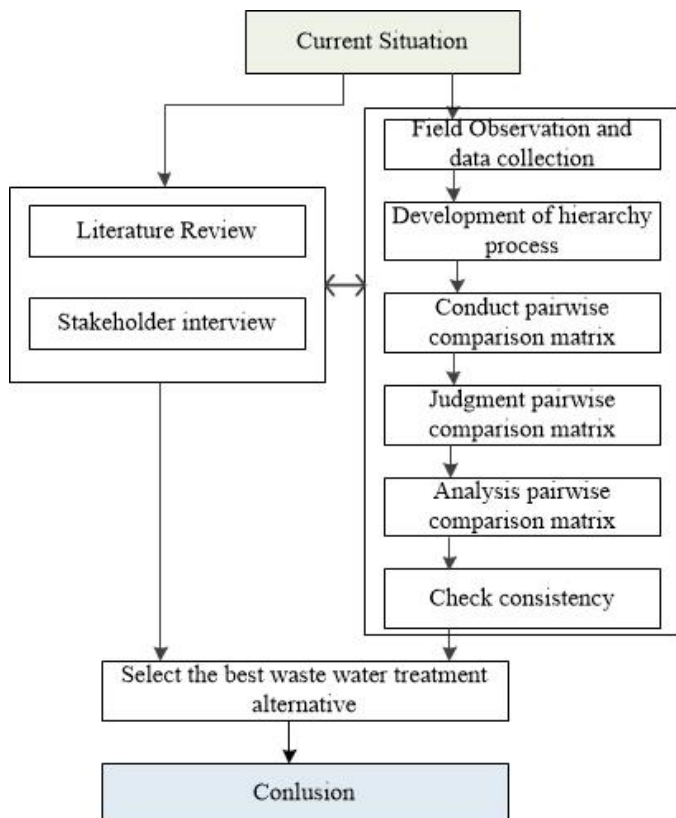 Current Situation
Field Observation and
data collection
Literature Review
Development of hierarchy
process
Stakeholder interview
Conduct pairwise
comparison matrix
Judgment pairwise
comparison matrix
Analysis pairwise
comparison matrix
Check consistency
Select the best waste water treatment
alternative
Conlusion